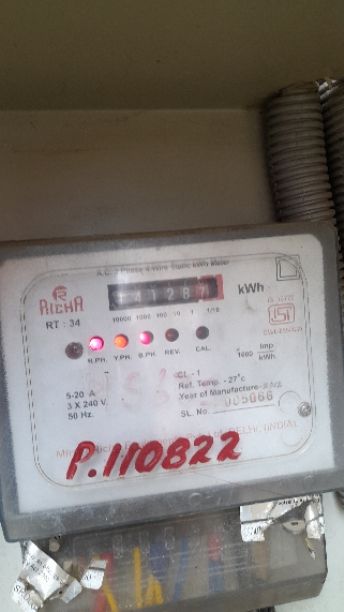 A.C. 3 Phase 4 Wire Static kWh Meter
RICHA
RT : 34
141287
kWh
10000 1000 100 10 1 1/10
R.PH. Y.PH. B.PH. REV. CAL.
1600 imp/kWh
CL - 1
5-20 A
3 X 240 V.
50 Hz.
Ref. Temp. - 27°c
Year of Manufacture-
SL. No. 005066
DELHI, (INDIA)
P.110822